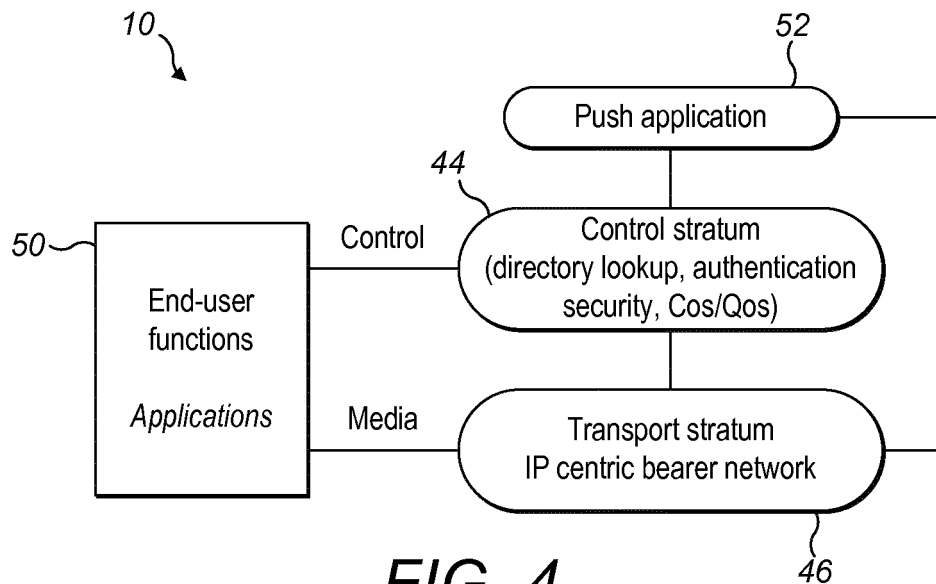 10
52
Push application
44
Control stratum
(directory lookup, authentication
security, Cos/Qos)
50
Control
End-user
functions
Applications
Media
Transport stratum
IP centric bearer network
46
FIG. 4